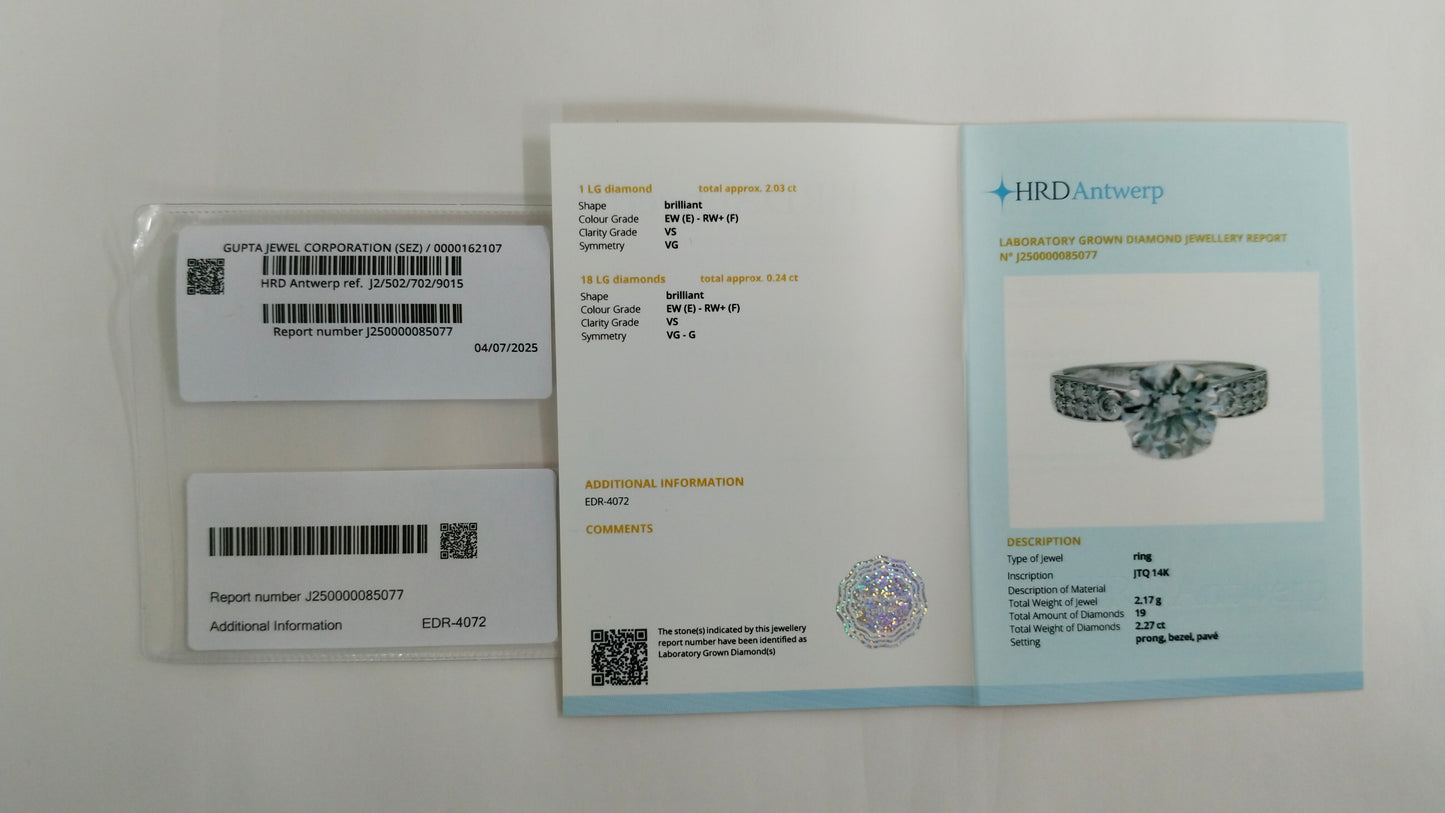 GUPTA JEWEL CORPORATION (SEZ) / 0000162107
HRD Antwerp ref. J2/502/702/9015
Report number J250000085077
04/07/2025
Report number J250000085077
Additional Information EDR-4072
1 LG diamond total approx. 2.03 ct
Shape brilliant
Colour Grade EW (E) - RW+ (F)
Clarity Grade VS
Symmetry VG
18 LG diamonds total approx. 0.24 ct
Shape brilliant
Colour Grade EW (E) - RW+ (F)
Clarity Grade VS
Symmetry VG - G
ADDITIONAL INFORMATION
EDR-4072
COMMENTS
The stone(s) indicated by this jewellery
report number have been identified as
Laboratory Grown Diamond(s)
HRD Antwerp
LABORATORY GROWN DIAMOND JEWELLERY REPORT
N° J250000085077
DESCRIPTION
Type of Jewel ring
Inscription JTQ 14K
Description of Material
Total Weight of Jewel 2.17 g
Total Amount of Diamonds 19
Total Weight of Diamonds 2.27 ct
Setting prong, bezel, pavé